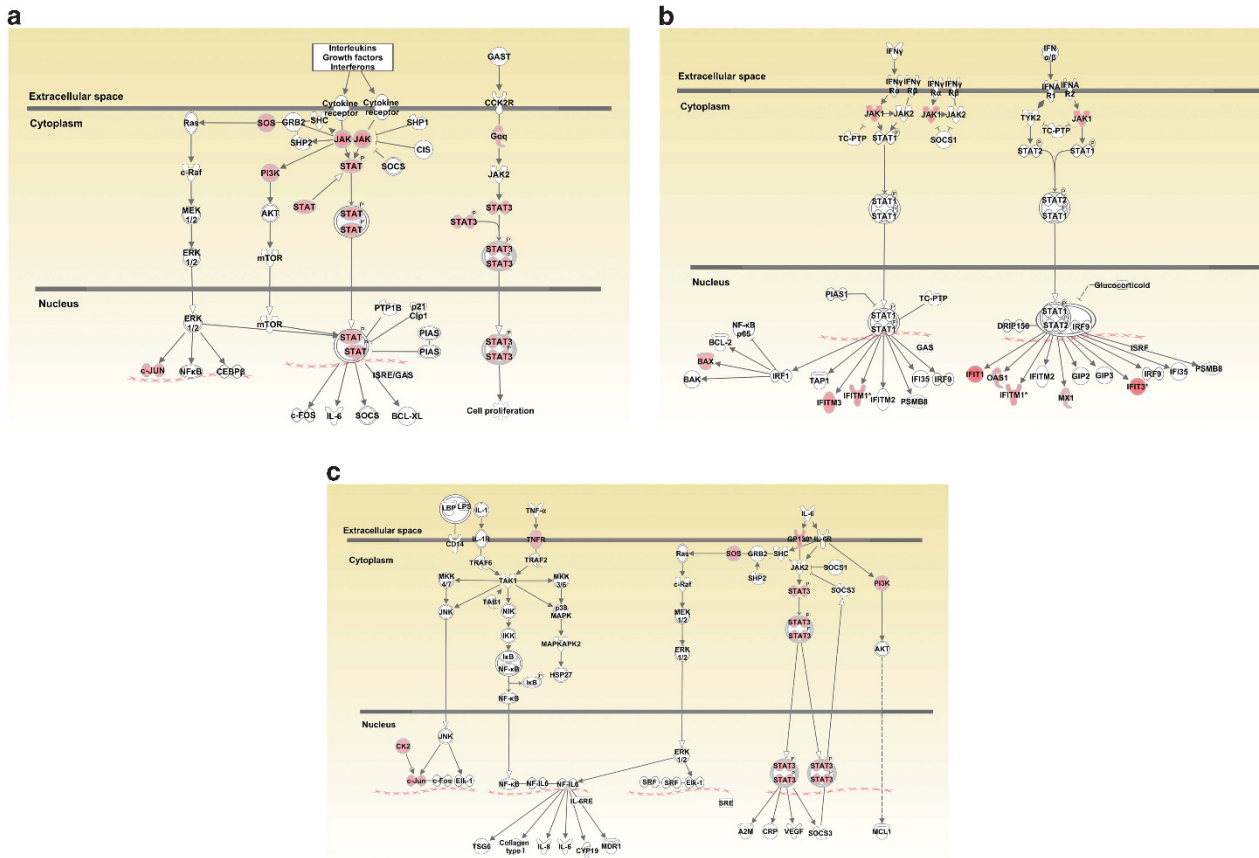 a
Interleukins
Growth factors
Interferons
GAST
Extracellular space
Cytokine
receptor
Cytokine
receptor
CCK2R
Cytoplasm
Ras
SOS
GRB2
SHC
SHP2
JAK
JAK
SHP1
CIS
SOCS
Gαq
c-Raf
PI3K
STAT
P
JAK2
MEK
1/2
AKT
STAT
STAT
P
STAT
P
STAT3
STAT3
ERK
1/2
mTOR
STAT3
P
STAT3
P
Nucleus
ERK
1/2
mTOR
PTP1B
p21
Cip1
STAT
P
STAT
P
PIAS
PIAS
STAT3
P
STAT3
P
c-JUN
NFκB
CEBPβ
ISRE/GAS
c-FOS
IL-6
SOCS
BCL-XL
Cell proliferation
b
IFNγ
IFN
α/β
Extracellular space
IFNγ
Rα
IFNγ
Rβ
IFNγ
Rα
IFNγ
Rβ
IFNA
R1
IFNA
R2
Cytoplasm
JAK1
JAK2
JAK1
JAK2
TYK2
JAK1
TC-PTP
STAT1
SOCS1
TC-PTP
STAT2
P
STAT1
P
STAT1
P
STAT1
P
STAT2
P
STAT1
P
Nucleus
Glucocorticoid
PIAS1
TC-PTP
STAT1
P
STAT1
P
DRIP150
STAT1
P
STAT2
P
IRF9
NF-κB
p65
BCL-2
BAX
BAK
IRF1
GAS
TAP1
IFITM3
IFITM1*
IFITM2
PSMB8
IFI35
IRF9
ISRF
IFIT1
OAS1
IFITM1*
IFITM2
MX1
GIP2
GIP3
IFIT3*
IRF9
IFI35
PSMB8
c
LBP
LPS
IL-1
TNF-α
IL-6
Extracellular space
CD14
IL-1R
TNFR
GP130*
IL-6R
Cytoplasm
TRAF6
TRAF2
Ras
SOS
GRB2
SHC
SHP2
JAK2
SOCS1
MKK
4/7
TAK1
MKK
3/6
c-Raf
STAT3
P
SOCS3
PI3K
TAB1
JNK
NIK
p38
MAPK
MEK
1/2
STAT3
P
STAT3
P
IKK
MAPKAPK2
ERK
1/2
AKT
IκB
NF-κB
HSP27
IκB
P
NF-κB
Nucleus
JNK
CK2
c-Jun
c-Fos
Elk-1
NF-κB
NF-IL6
NF-IL6
ERK
1/2
SRF
SRF
Elk-1
STAT3
P
STAT3
P
STAT3
P
STAT3
P
IL-6RE
SRE
TSG6
Collagen
type I
IL-8
IL-6
CYP19
MDR1
A2M
CRP
VEGF
SOCS3
MCL1